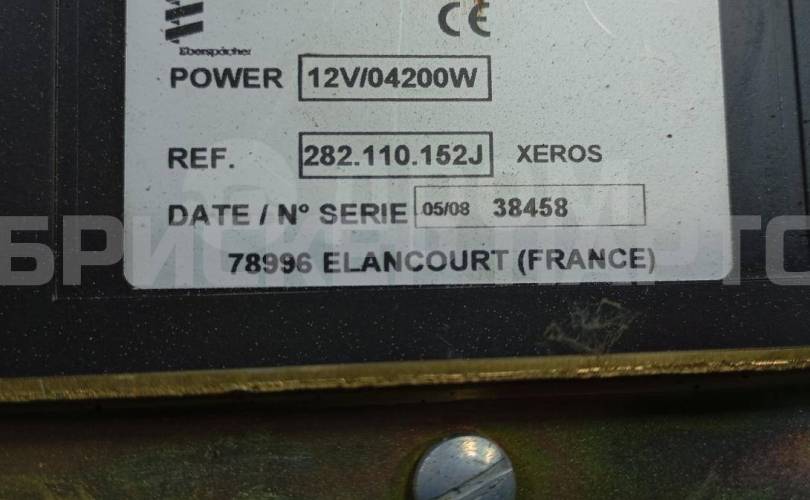 CE
Eberspächer
POWER 12V/04200W
REF. 282.110.152J XEROS
DATE / N° SERIE 05/08 38458
78996 ELANCOURT (FRANCE)